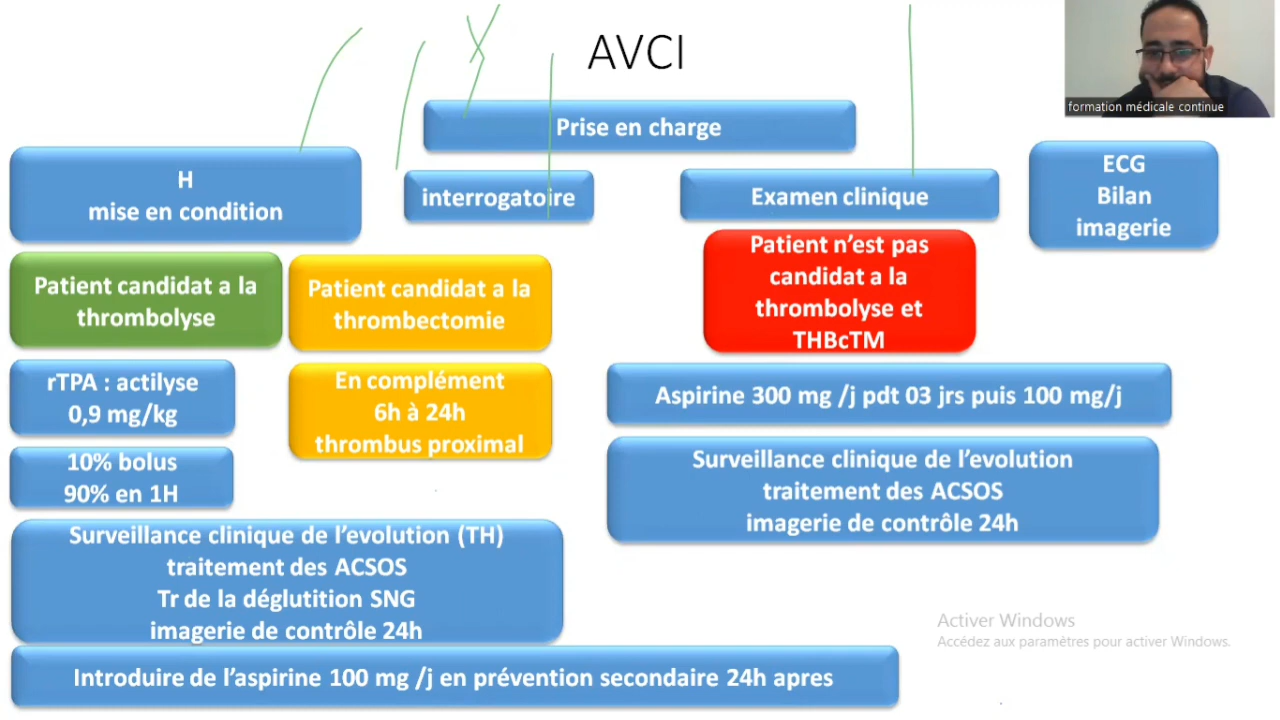 AVCI
formation médicale continue
Prise en charge
H
mise en condition
interrogatoire
Examen clinique
ECG
Bilan
imagerie
Patient candidat a la
thrombolyse
Patient candidat a la
thrombectomie
Patient n'est pas
candidat a la
thrombolyse et
THBcTM
rTPA : actilyse
0,9 mg/kg
En complément
6h à 24h
thrombus proximal
Aspirine 300 mg /j pdt 03 jrs puis 100 mg/j
10% bolus
90% en 1H
Surveillance clinique de l'evolution
traitement des ACSOS
imagerie de contrôle 24h
Surveillance clinique de l'evolution (TH)
traitement des ACSOS
Tr de la déglutition SNG
imagerie de contrôle 24h
Introduire de l'aspirine 100 mg /j en prévention secondaire 24h apres
Activer Windows
Accédez aux paramètres pour activer Windows.